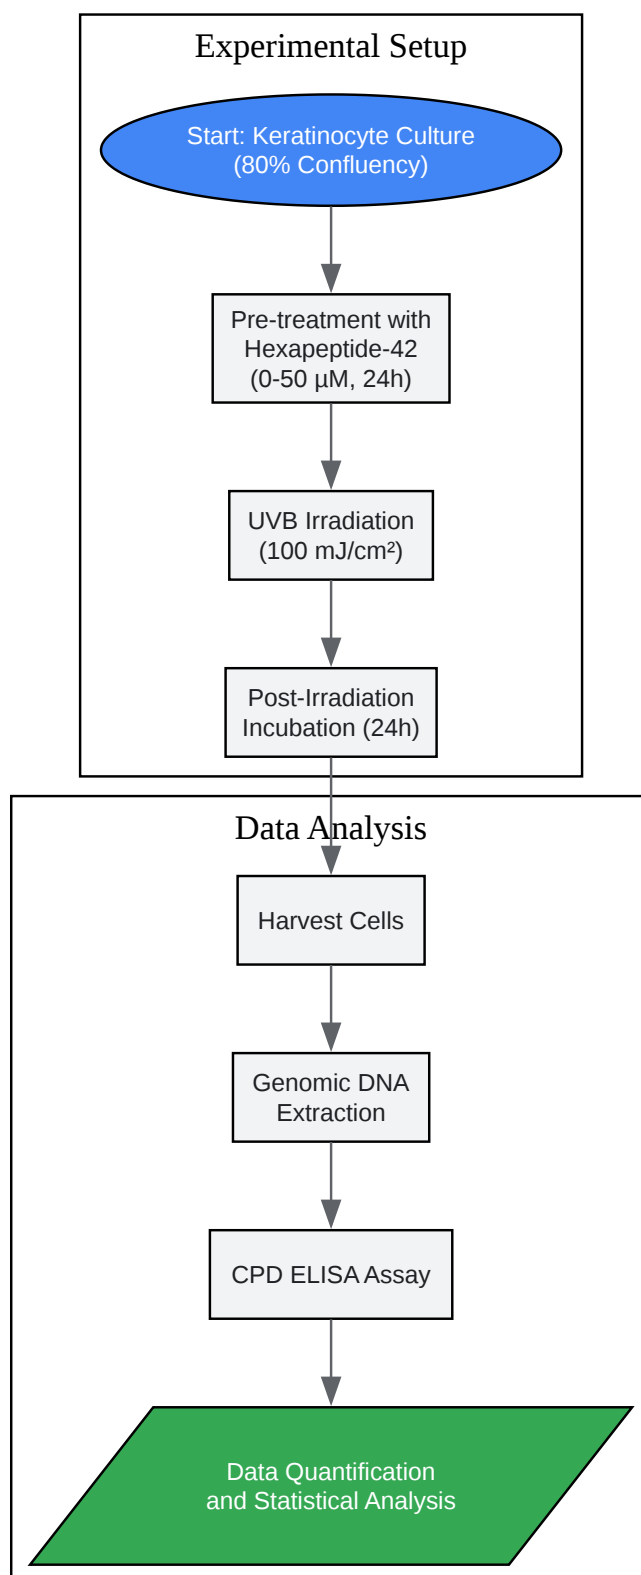 Experimental Setup
Start: Keratinocyte Culture
(80% Confluency)
Pre-treatment with
Hexapeptide-42
(0-50 µM, 24h)
UVB Irradiation
(100 mJ/cm²)
Post-Irradiation
Incubation (24h)
Data Analysis
Harvest Cells
Genomic DNA
Extraction
CPD ELISA Assay
Data Quantification
and Statistical Analysis